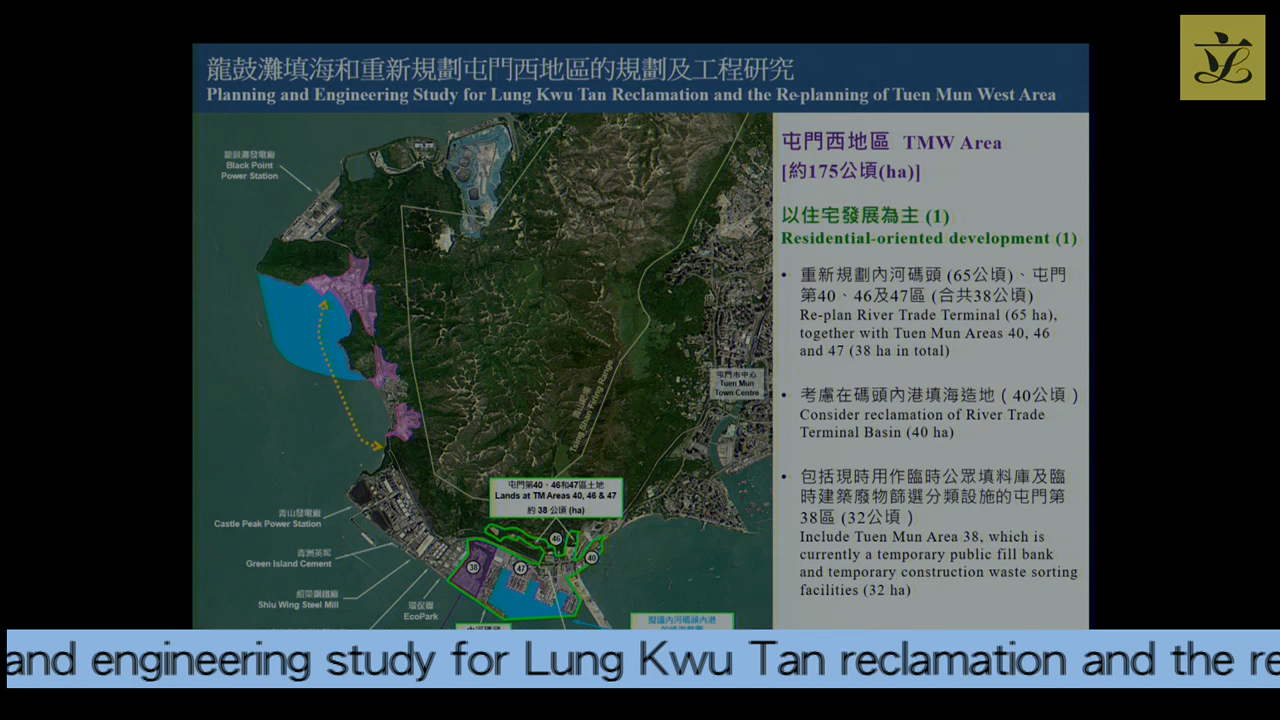 立
龍鼓灘填海和重新規劃屯門西地區的規劃及工程研究
Planning and Engineering Study for Lung Kwu Tan Reclamation and the Re-planning of Tuen Mun West Area
龍鼓灘發電廠
Black Point
Power Station
屯門市中心
Tuen Mun
Town Centre
Tsing Shan Firing Range
屯門第40、46和47區土地
Lands at TM Areas 40, 46 & 47
約 38 公頃 (ha)
46
40
38
47
青山發電廠
Castle Peak Power Station
青洲英坭
Green Island Cement
紹榮鋼鐵廠
Shiu Wing Steel Mill
環保園
EcoPark
擬議內河碼頭內港
屯門西地區 TMW Area
[約175公頃(ha)]
以住宅發展為主 (1)
Residential-oriented development (1)
• 重新規劃內河碼頭 (65公頃)、屯門
第40、46及47區 (合共38公頃)
Re-plan River Trade Terminal (65 ha),
together with Tuen Mun Areas 40, 46
and 47 (38 ha in total)
• 考慮在碼頭內港填海造地 ( 40公頃 )
Consider reclamation of River Trade
Terminal Basin (40 ha)
• 包括現時用作臨時公眾填料庫及臨
時建築廢物篩選分類設施的屯門第
38區 (32公頃 )
Include Tuen Mun Area 38, which is
currently a temporary public fill bank
and temporary construction waste sorting
facilities (32 ha)
and engineering study for Lung Kwu Tan reclamation and the re